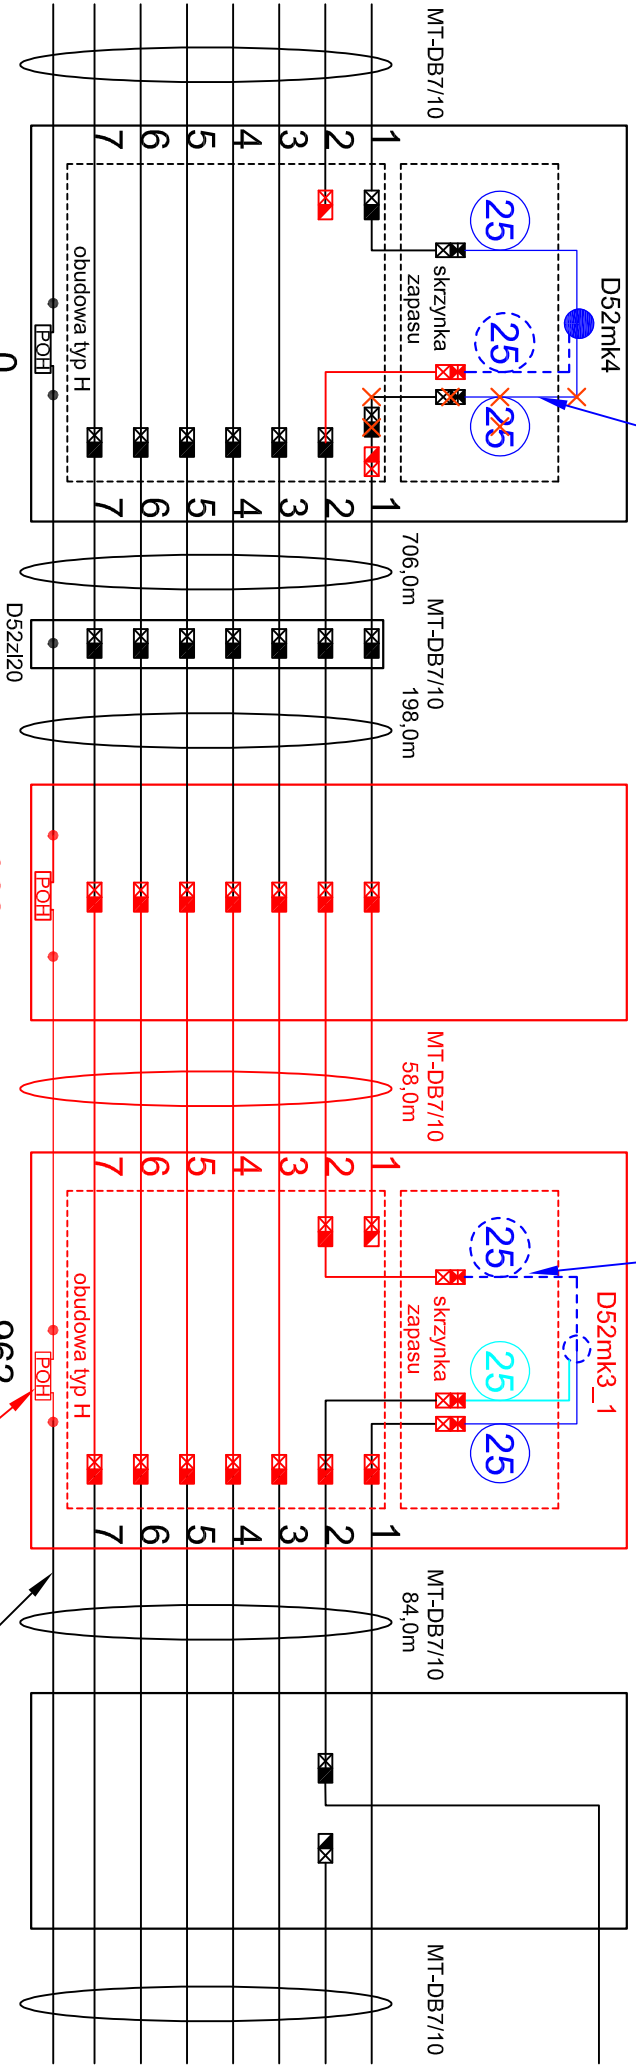 MT-DB7/10
1
2
3
4
5
6
7
D52mk4
25
25
25
skrzynka
zapasu
obudowa typ H
POH
1
2
3
4
5
6
7
706,0m
MT-DB7/10
D52zl20
198,0m
POH
MT-DB7/10
58,0m
1
2
3
4
5
6
7
D52mk3_1
25
25
25
skrzynka
zapasu
obudowa typ H
POH
1
2
3
4
5
6
7
MT-DB7/10
84,0m
MT-DB7/10